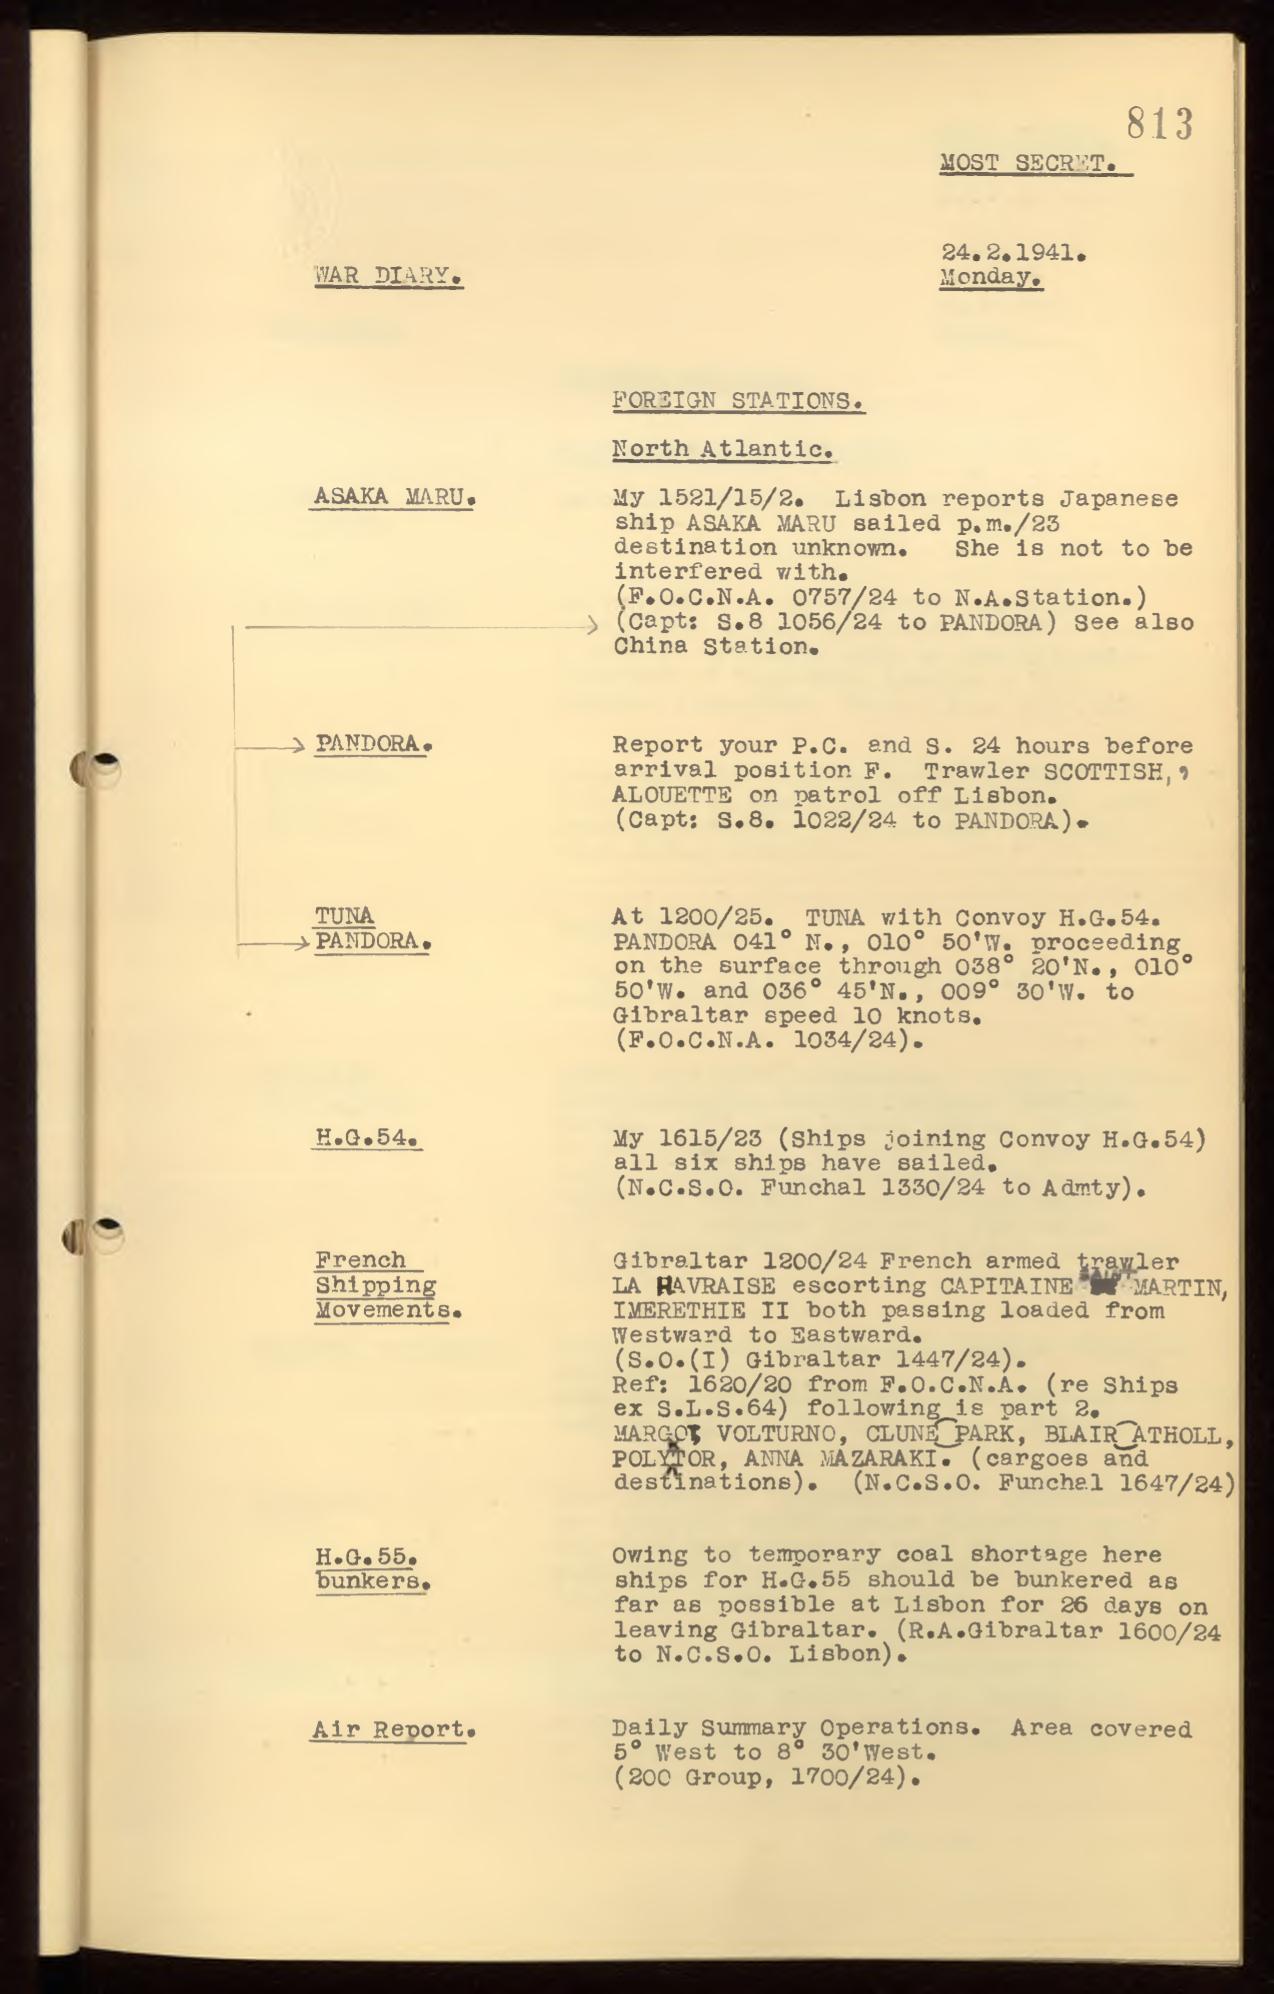 813
MOST SECRET.
24.2.1941.
WAR DIARY.
Monday.
FOREIGN STATIONS.
North Atlantic.
ASAKA MARU.
My 1521/15/2. Lisbon reports Japanese
ship ASAKA MARU sailed p.m./23
destination unknown. She is not to be
interfered with.
(F.O.C.N.A. 0757/24 to N.A.Station.)
(Capt: S.8 1056/24 to PANDORA) See also
China Station.
PANDORA.
Report your P.C. and S. 24 hours before
arrival position F. Trawler SCOTTISH,,
ALOUETTE on patrol off Lisbon.
(Capt: S.8. 1022/24 to PANDORA).
TUNA
PANDORA.
At 1200/25. TUNA with Convoy H.G.54.
PANDORA 041° N., 010° 50'W. proceeding
on the surface through 038° 20'N., 010°
50'W. and 036° 45'N., 009° 30'W. to
Gibraltar speed 10 knots.
(F.O.C.N.A. 1034/24).
H.G.54.
My 1615/23 (Ships joining Convoy H.G.54)
all six ships have sailed.
(N.C.S.O. Funchal 1330/24 to Admty).
French
Shipping
Movements.
Gibraltar 1200/24 French armed trawler
LA HAVRAISE escorting CAPITAINE SAINT MARTIN,
IMERETHIE II both passing loaded from
Westward to Eastward.
(S.O.(I) Gibraltar 1447/24).
Ref: 1620/20 from F.O.C.N.A. (re Ships
ex S.L.S.64) following is part 2.
MARGOT VOLTURNO, CLUNE PARK, BLAIR ATHOLL,
POLYTOR, ANNA MAZARAKI. (cargoes and
destinations). (N.C.S.O. Funchal 1647/24)
H.G.55.
bunkers.
Owing to temporary coal shortage here
ships for H.G.55 should be bunkered as
far as possible at Lisbon for 26 days on
leaving Gibraltar. (R.A.Gibraltar 1600/24
to N.C.S.O. Lisbon).
Air Report.
Daily Summary Operations. Area covered
5° West to 8° 30'West.
(200 Group, 1700/24).